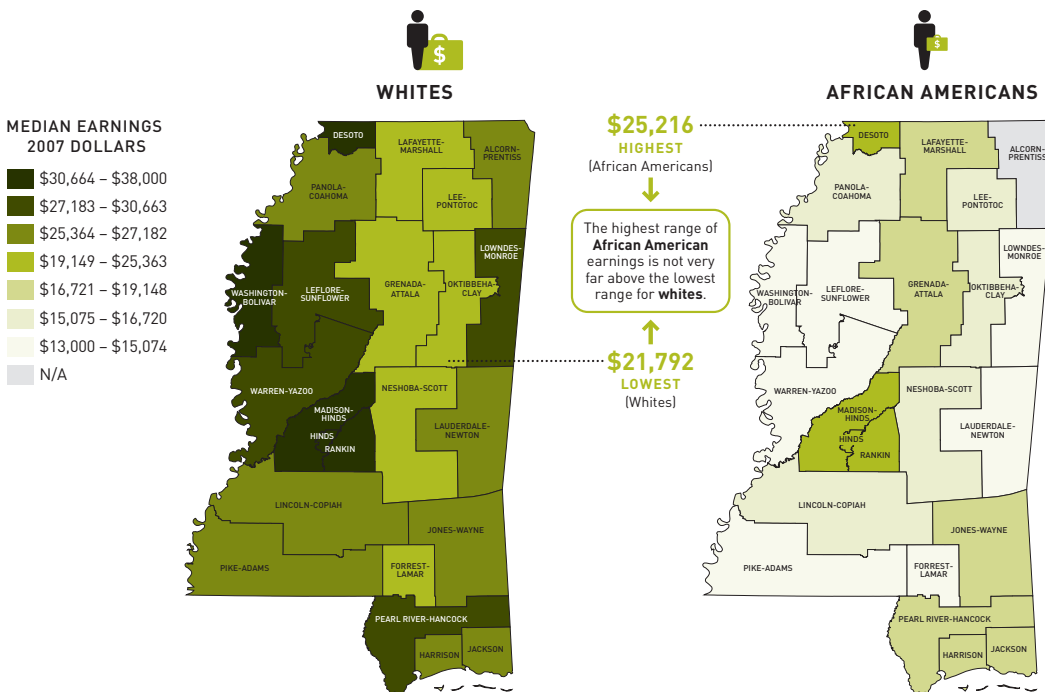 $
WHITES
$
AFRICAN AMERICANS
MEDIAN EARNINGS
2007 DOLLARS
$30,664 – $38,000
$27,183 – $30,663
$25,364 – $27,182
$19,149 – $25,363
$16,721 – $19,148
$15,075 – $16,720
$13,000 – $15,074
N/A
DESOTO
LAFAYETTE-
MARSHALL
ALCORN-
PRENTISS
PANOLA-
COAHOMA
LEE-
PONTOTOC
LOWNDES-
MONROE
WASHINGTON-
BOLIVAR
LEFLORE-
SUNFLOWER
GRENADA-
ATTALA
OKTIBBEHA-
CLAY
WARREN-YAZOO
NESHOBA-SCOTT
MADISON-
HINDS
HINDS
RANKIN
LAUDERDALE-
NEWTON
LINCOLN-COPIAH
JONES-WAYNE
PIKE-ADAMS
FORREST-
LAMAR
PEARL RIVER-HANCOCK
HARRISON
JACKSON
$25,216
HIGHEST
(African Americans)
The highest range of
African American
earnings is not very
far above the lowest
range for whites.
$21,792
LOWEST
(Whites)
DESOTO
LAFAYETTE-
MARSHALL
ALCORN-
PRENTISS
PANOLA-
COAHOMA
LEE-
PONTOTOC
LOWNDES-
MONROE
WASHINGTON-
BOLIVAR
LEFLORE-
SUNFLOWER
GRENADA-
ATTALA
OKTIBBEHA-
CLAY
WARREN-YAZOO
NESHOBA-SCOTT
MADISON-
HINDS
HINDS
RANKIN
LAUDERDALE-
NEWTON
LINCOLN-COPIAH
JONES-WAYNE
PIKE-ADAMS
FORREST-
LAMAR
PEARL RIVER-HANCOCK
HARRISON
JACKSON